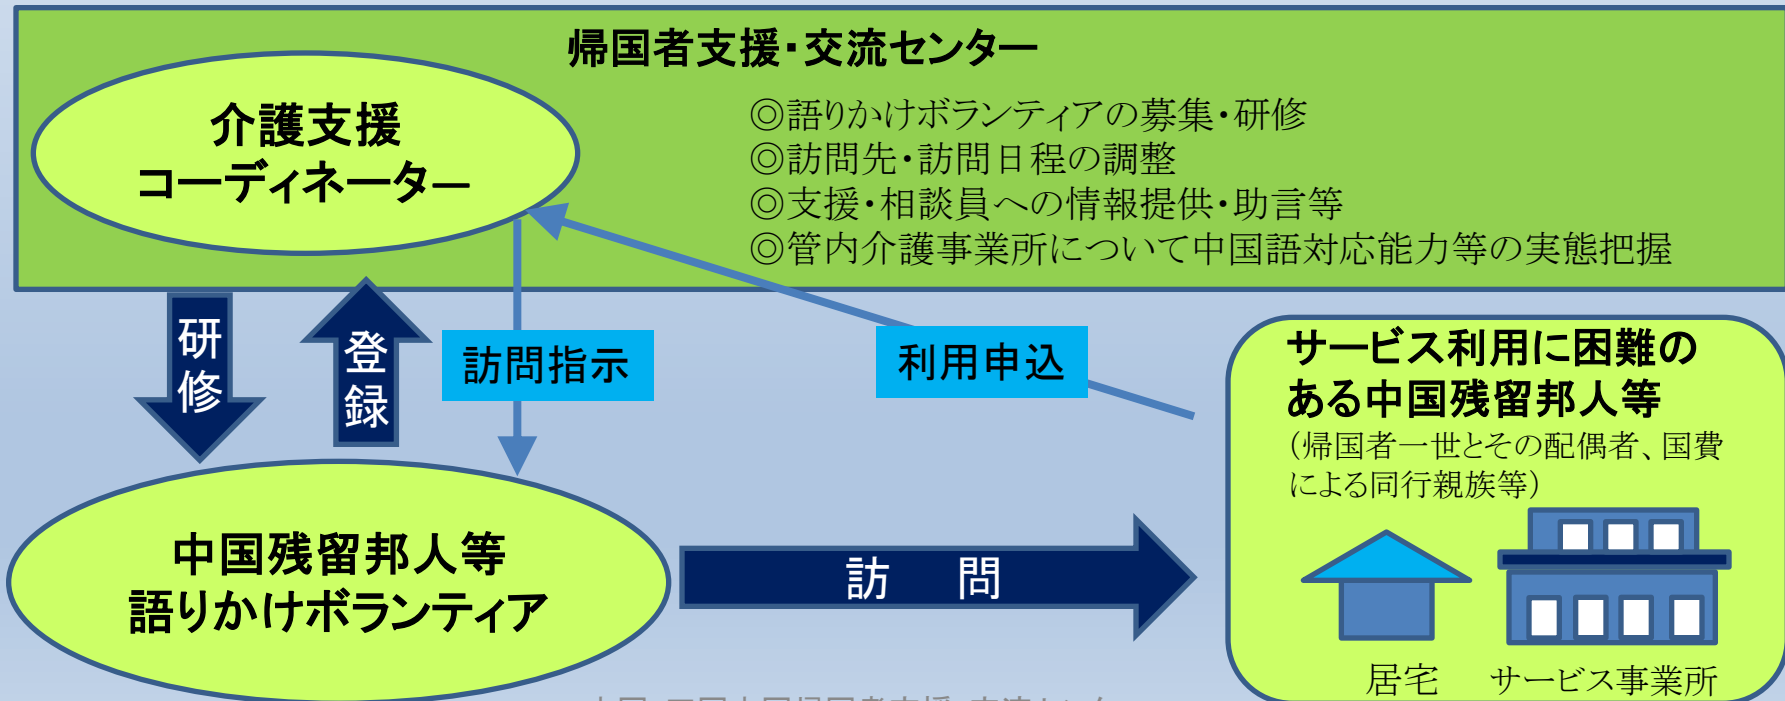 帰国者支援・交流センター
介護支援
コーディネーター
◎語りかけボランティアの募集・研修
◎訪問先・訪問日程の調整
◎支援・相談員への情報提供・助言等
◎管内介護事業所について中国語対応能力等の実態把握
研修
登録
訪問指示
利用申込
サービス利用に困難の
ある中国残留邦人等
（帰国者一世とその配偶者、国費
による同行親族等）
中国残留邦人等
語りかけボランティア
訪 問
居宅
サービス事業所